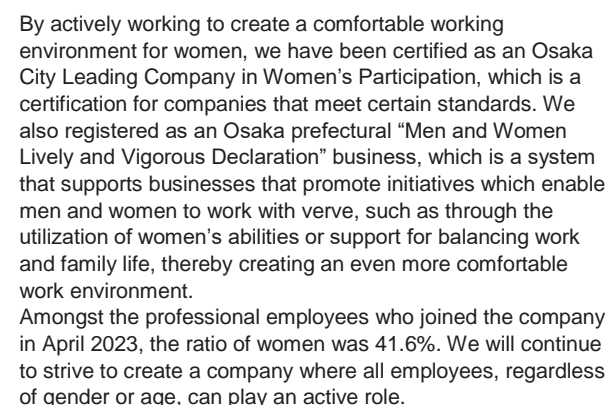 By actively working to create a comfortable working
environment for women, we have been certified as an Osaka
City Leading Company in Women’s Participation, which is a
certification for companies that meet certain standards. We
also registered as an Osaka prefectural “Men and Women
Lively and Vigorous Declaration” business, which is a system
that supports businesses that promote initiatives which enable
men and women to work with verve, such as through the
utilization of women’s abilities or support for balancing work
and family life, thereby creating an even more comfortable
work environment.
Amongst the professional employees who joined the company
in April 2023, the ratio of women was 41.6%. We will continue
to strive to create a company where all employees, regardless
of gender or age, can play an active role.